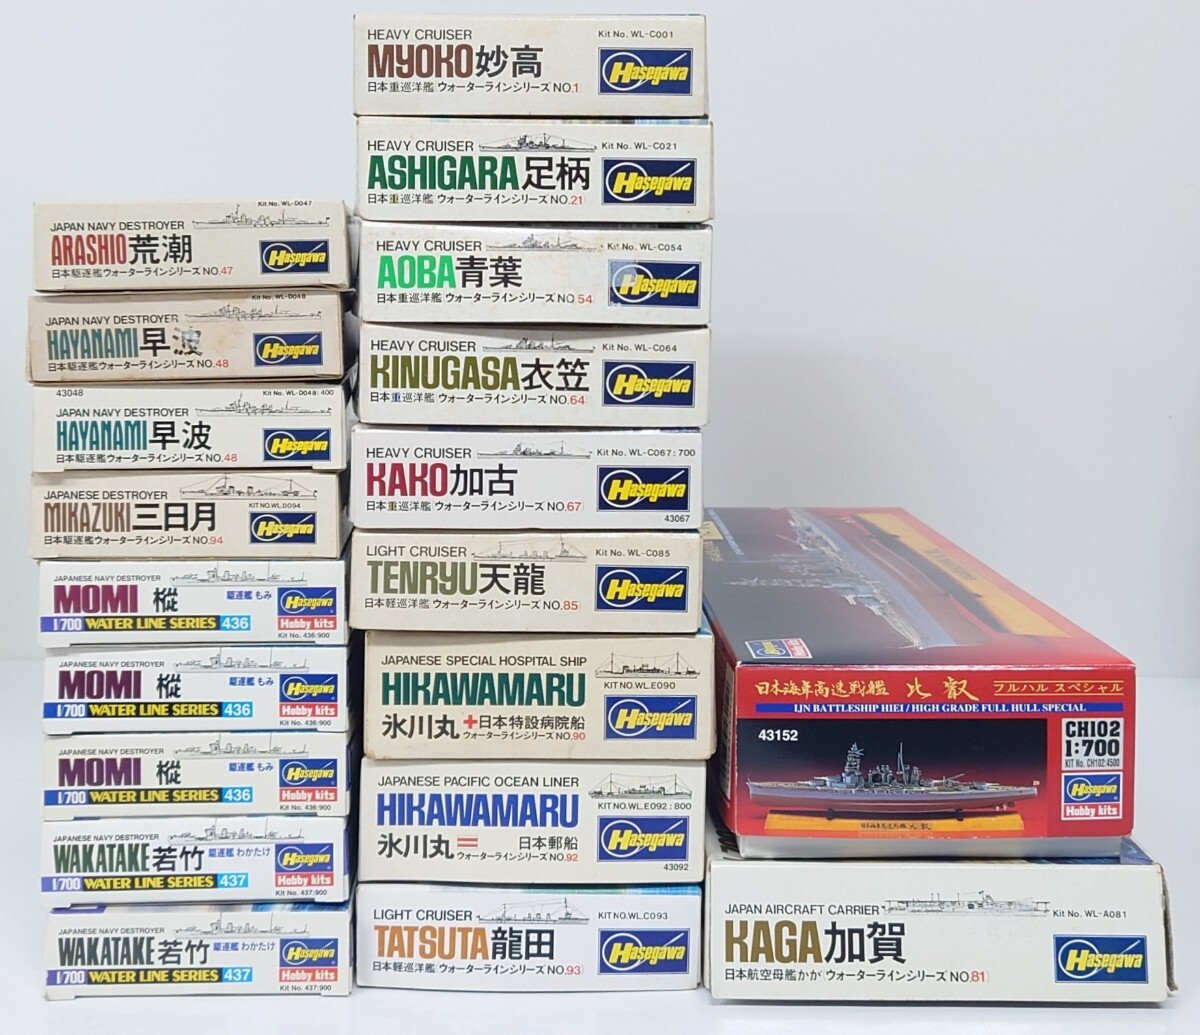 Kit No. WL-D047
JAPAN NAVY DESTROYER
ARASHIO荒潮
Hasegawa
日本駆逐艦ウォーターラインシリーズ NO.47
Kit No. WL-D048
JAPAN NAVY DESTROYER
HAYANAMI早波
Hasegawa
日本駆逐艦ウォーターラインシリーズ NO.48
43048
Kit No. WL-D048:400
JAPAN NAVY DESTROYER
HAYANAMI早波
Hasegawa
日本駆逐艦ウォーターラインシリーズ NO.48
JAPANESE DESTROYER
KIT NO.WL.D094
MIKAZUKI三日月
Hasegawa
日本駆逐艦ウォーターラインシリーズ NO.94
JAPANESE NAVY DESTROYER
MOMI 樅 駆逐艦 もみ
Hasegawa
1/700 WATER LINE SERIES 436
Hobby kits
Kit No. 436:900
JAPANESE NAVY DESTROYER
MOMI 樅 駆逐艦 もみ
Hasegawa
1/700 WATER LINE SERIES 436
Hobby kits
Kit No. 436:900
JAPANESE NAVY DESTROYER
MOMI 樅 駆逐艦 もみ
Hasegawa
1/700 WATER LINE SERIES 436
Hobby kits
Kit No. 436:900
JAPANESE NAVY DESTROYER
WAKATAKE若竹 駆逐艦 わかたけ
Hasegawa
1/700 WATER LINE SERIES 437
Hobby kits
Kit No. 437:900
JAPANESE NAVY DESTROYER
WAKATAKE若竹 駆逐艦 わかたけ
Hasegawa
1/700 WATER LINE SERIES 437
Hobby kits
Kit No. 437:900
HEAVY CRUISER
Kit No. WL-C001
MYOKO妙高
Hasegawa
日本重巡洋艦(ウォーターラインシリーズ NO.1)
HEAVY CRUISER
Kit No. WL-C021
ASHIGARA足柄
Hasegawa
日本重巡洋艦(ウォーターラインシリーズ NO.21)
HEAVY CRUISER
Kit No. WL-C054
AOBA青葉
Hasegawa
日本重巡洋艦(ウォーターラインシリーズ NO.54)
HEAVY CRUISER
Kit No. WL-C064
KINUGASA衣笠
Hasegawa
日本重巡洋艦(ウォーターラインシリーズ NO.64)
HEAVY CRUISER
Kit No. WL-C067:700
KAKO加古
Hasegawa
日本重巡洋艦(ウォーターラインシリーズ NO.67)
43067
LIGHT CRUISER
Kit No. WL-C085
TENRYU天龍
Hasegawa
日本軽巡洋艦(ウォーターラインシリーズ NO.85)
JAPANESE SPECIAL HOSPITAL SHIP
KIT NO.WL.E090
HIKAWAMARU
Hasegawa
氷川丸 日本特設病院船
ウォーターラインシリーズ NO.90
JAPANESE PACIFIC OCEAN LINER
KIT NO.WL.E092:800
HIKAWAMARU
Hasegawa
氷川丸 日本郵船
ウォーターラインシリーズ NO.92
43092
LIGHT CRUISER
KIT NO.WL.C093
TATSUTA龍田
Hasegawa
日本軽巡洋艦(ウォーターラインシリーズ NO.93)
Hasegawa
Hobby kits
日本海軍高速戦艦 比叡 フルハル スペシャル
IJN BATTLESHIP HIEI / HIGH GRADE FULL HULL SPECIAL
43152
CH102
1:700
KIT No. CH102:4500
Hasegawa
Hobby kits
日本海軍高速戦艦 比叡
JAPAN AIRCRAFT CARRIER
Kit No. WL-A081
KAGA加賀
Hasegawa
日本航空母艦かが(ウォーターラインシリーズ NO.81)